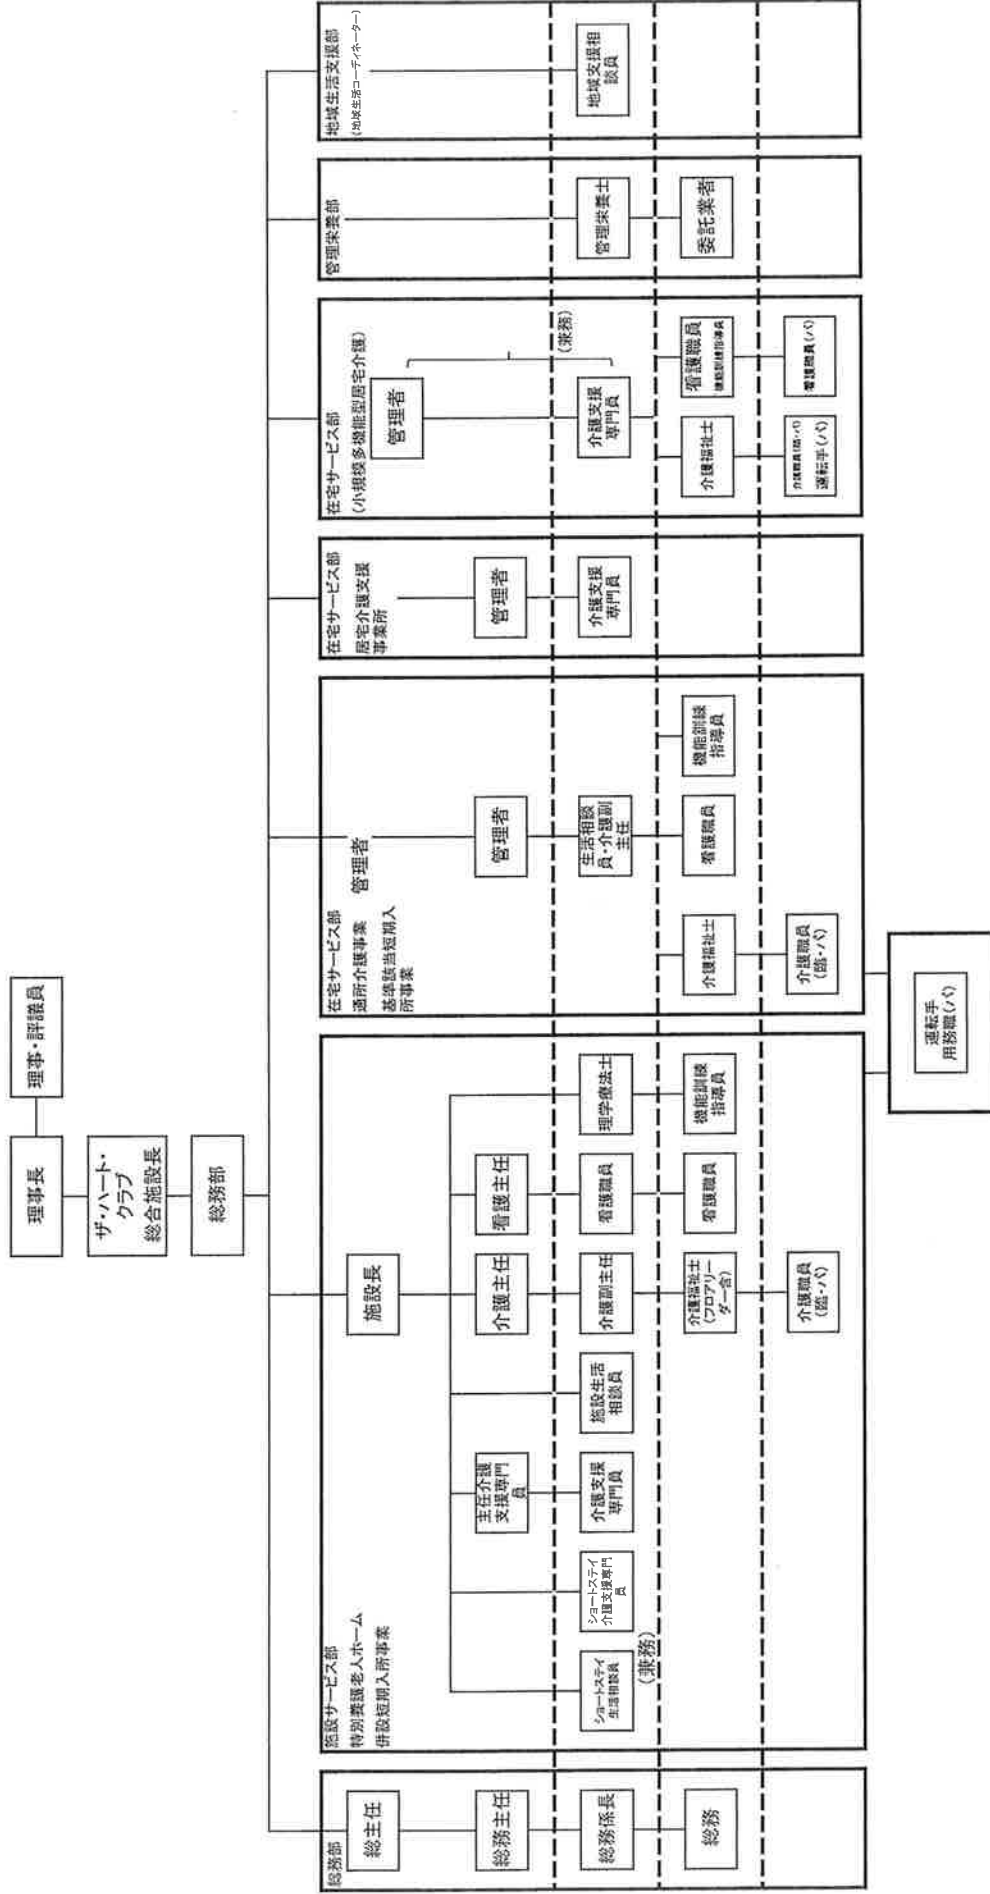 理事長
理事・評議員
ザ・ハート・
クラブ
総合施設長
総務部
総務部
総主任
総務主任
総務係長
総務
施設サービス部
特別養護老人ホーム
併設短期入所事業
施設長
主任介護
支援専門
員
介護主任
看護主任
ショートステイ
生活相談員
(兼務)
ショートステイ
介護支援専門
員
介護支援
専門員
施設生活
相談員
介護副主任
看護職員
理学療法士
介護福祉士
(フロアリー
ダー含)
看護職員
機能訓練
指導員
介護職員
(臨・パ)
在宅サービス部
通所介護事業
基準該当短期入
所事業
管理者
管理者
生活相談
員・介護副
主任
介護福祉士
看護職員
機能訓練
指導員
介護職員
(臨・パ)
運転手
用務職(パ)
在宅サービス部
居宅介護支援
事業所
管理者
介護支援
専門員
在宅サービス部
(小規模多機能型居宅介護)
管理者
(兼務)
介護支援
専門員
介護福祉士
看護職員
機能訓練指導員
介護職員(臨・パ)
運転手(パ)
看護職員(パ)
管理栄養部
管理栄養士
委託業者
地域生活支援部
(地域生活コーディネーター)
地域支援相
談員